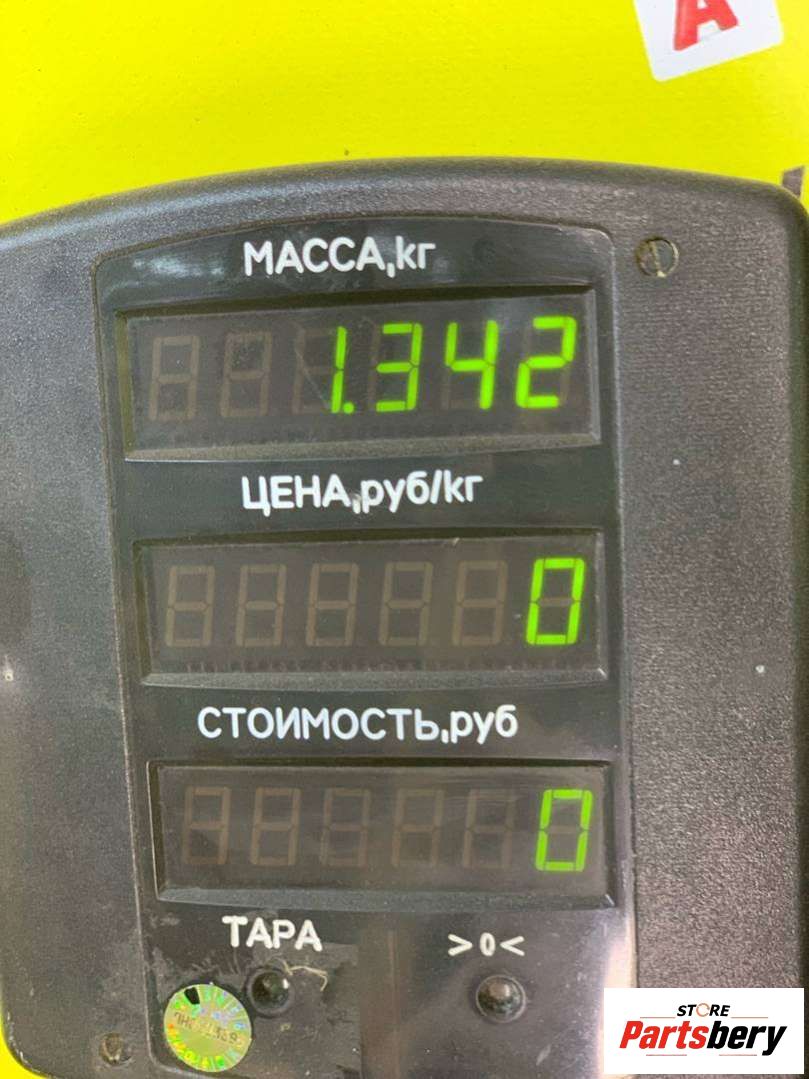 А
МАССА,кг
1.342
ЦЕНА,руб/кг
0
СТОИМОСТЬ,руб
0
ТАРА >0<
STORE
Partsbery